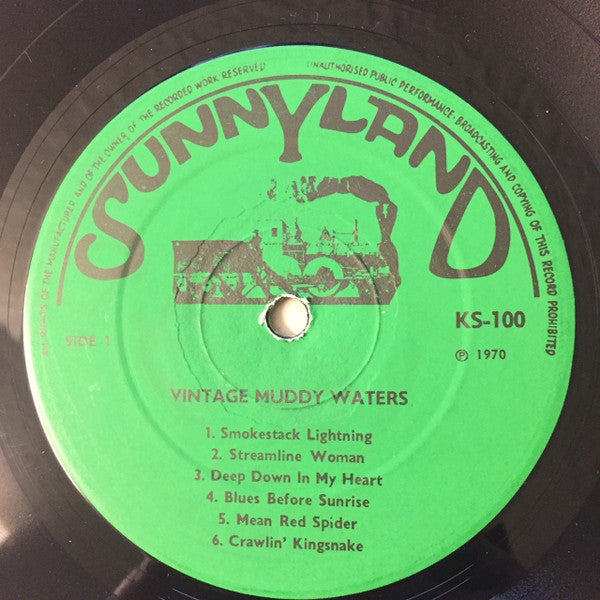 ALL RIGHTS OF THE MANUFACTURER AND OF THE OWNER OF THE RECORDED WORK RESERVED
UNAUTHORISED PUBLIC PERFORMANCE · BROADCASTING AND COPYING OF THIS RECORD PROHIBITED
SUNNYLAND
KS-100
SIDE 1
℗ 1970
VINTAGE MUDDY WATERS
1. Smokestack Lightning
2. Streamline Woman
3. Deep Down In My Heart
4. Blues Before Sunrise
5. Mean Red Spider
6. Crawlin' Kingsnake